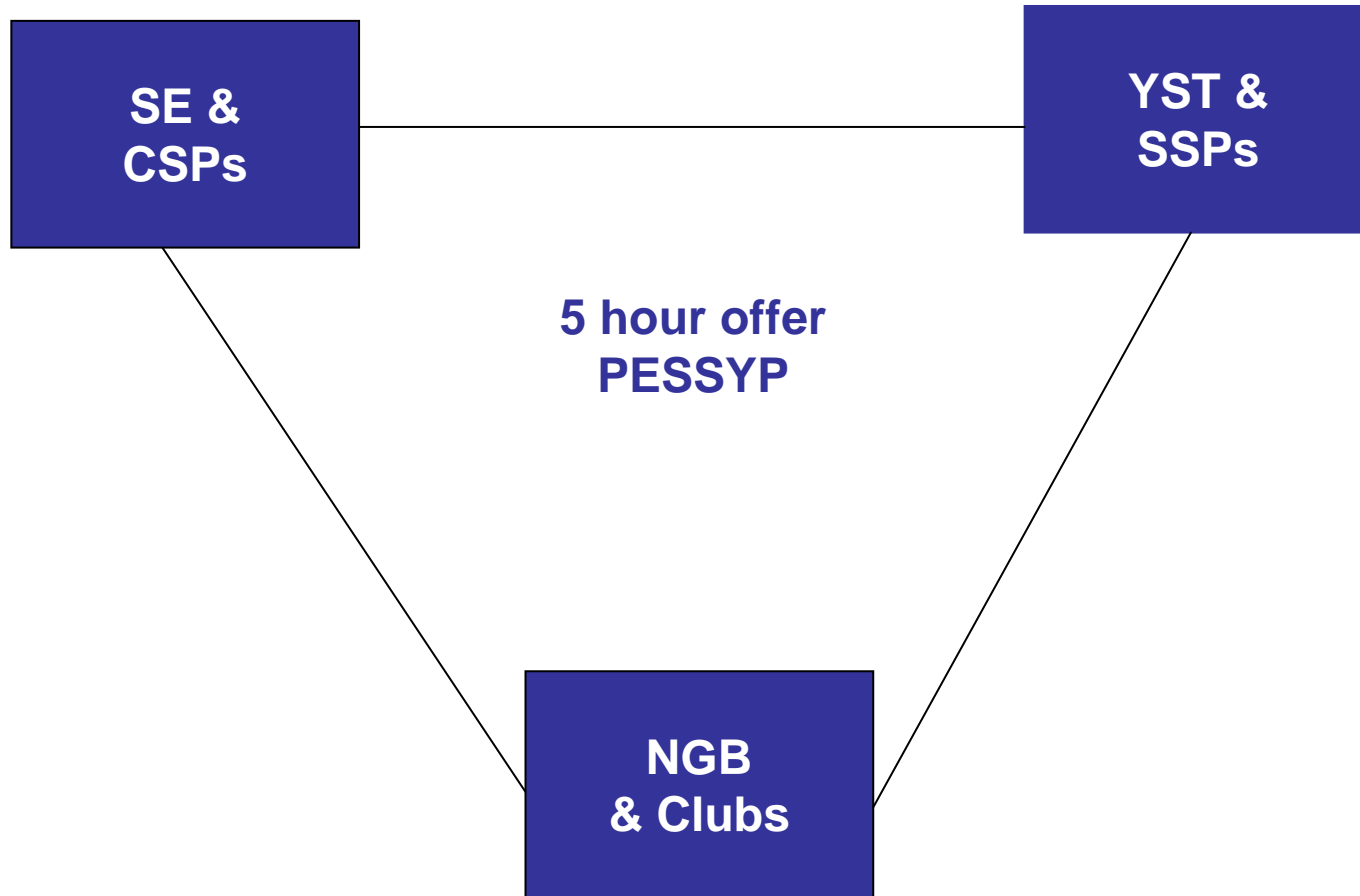 SE &
CSPs
YST &
SSPs
5 hour offer
PESSYP
NGB
& Clubs